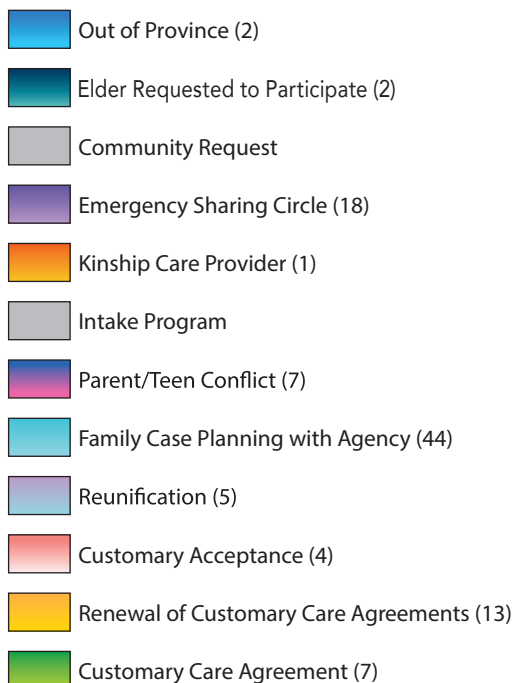 Out of Province (2)
Elder Requested to Participate (2)
Community Request
Emergency Sharing Circle (18)
Kinship Care Provider (1)
Intake Program
Parent/Teen Conflict (7)
Family Case Planning with Agency (44)
Reunification (5)
Customary Acceptance (4)
Renewal of Customary Care Agreements (13)
Customary Care Agreement (7)